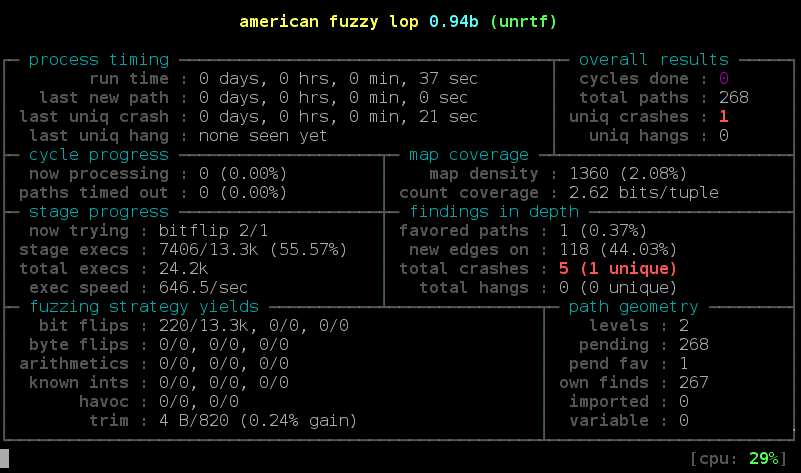 american fuzzy lop 0.94b (unrtf)
process timing overall results
run time : 0 days, 0 hrs, 0 min, 37 sec cycles done : 0
last new path : 0 days, 0 hrs, 0 min, 0 sec total paths : 268
last uniq crash : 0 days, 0 hrs, 0 min, 21 sec uniq crashes : 1
last uniq hang : none seen yet uniq hangs : 0
cycle progress map coverage
now processing : 0 (0.00%) map density : 1360 (2.08%)
paths timed out : 0 (0.00%) count coverage : 2.62 bits/tuple
stage progress findings in depth
now trying : bitflip 2/1 favored paths : 1 (0.37%)
stage execs : 7406/13.3k (55.57%) new edges on : 118 (44.03%)
total execs : 24.2k total crashes : 5 (1 unique)
exec speed : 646.5/sec total hangs : 0 (0 unique)
fuzzing strategy yields path geometry
bit flips : 220/13.3k, 0/0, 0/0 levels : 2
byte flips : 0/0, 0/0, 0/0 pending : 268
arithmetics : 0/0, 0/0, 0/0 pend fav : 1
known ints : 0/0, 0/0, 0/0 own finds : 267
havoc : 0/0, 0/0 imported : 0
trim : 4 B/820 (0.24% gain) variable : 0
[cpu: 29%]